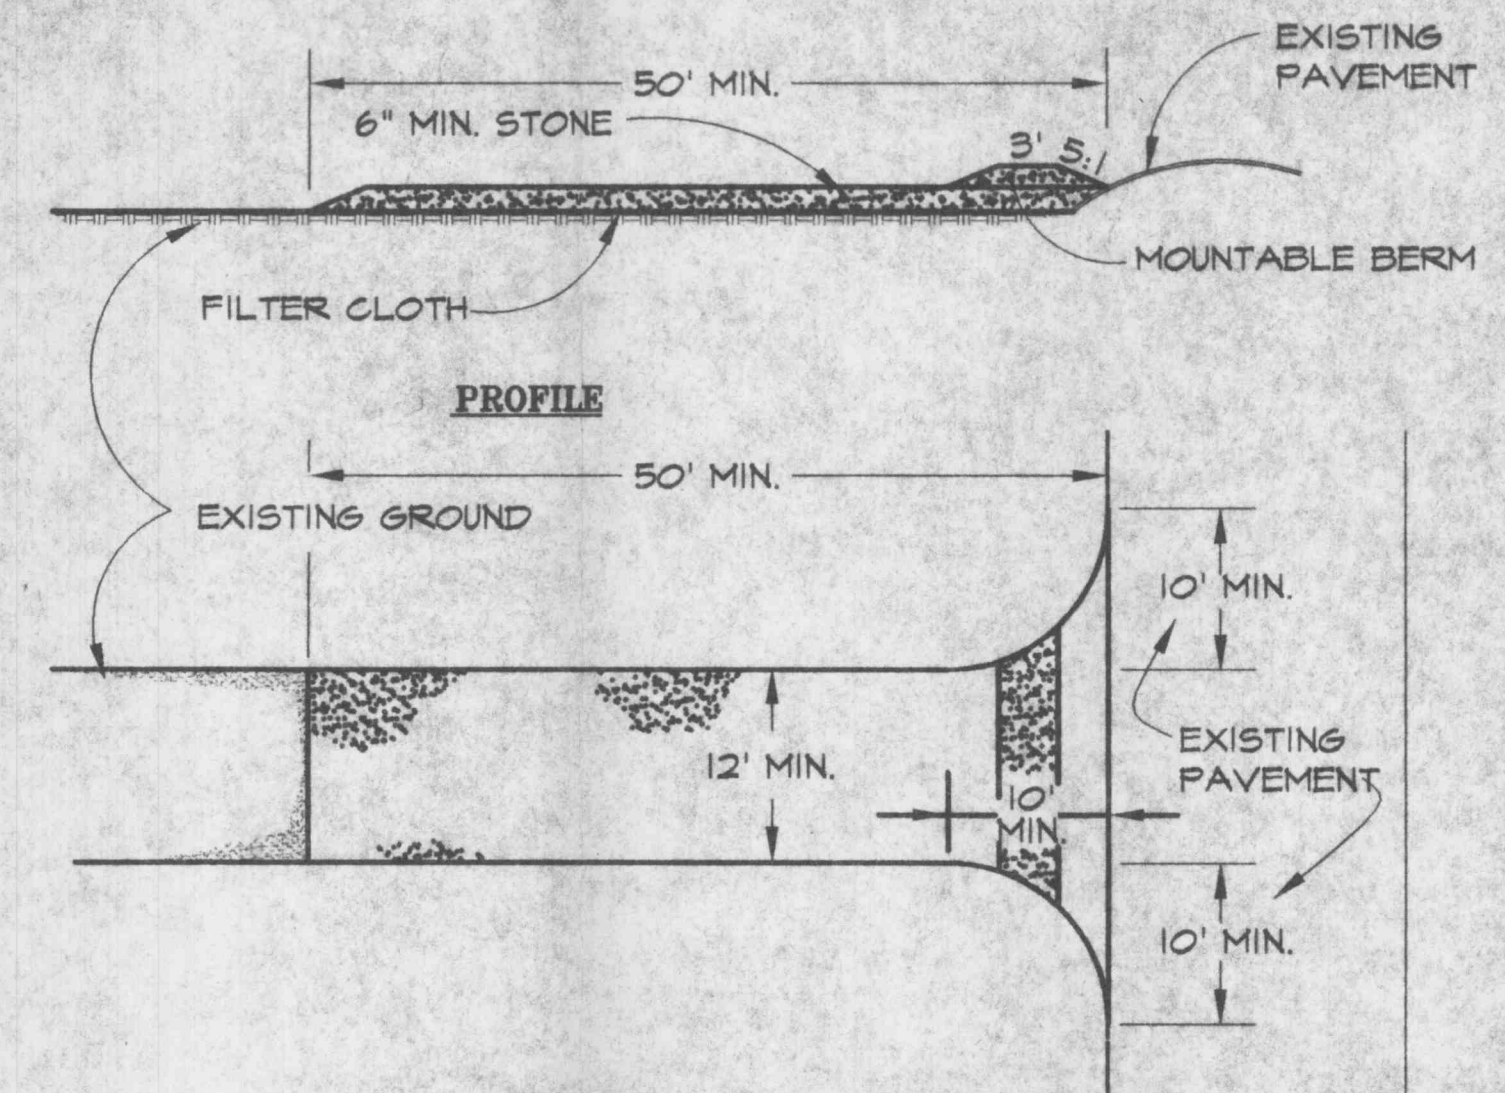 EXISTING
PAVEMENT
50' MIN.
6" MIN. STONE
3' 5:1
MOUNTABLE BERM
FILTER CLOTH
PROFILE
50' MIN.
EXISTING GROUND
10' MIN.
EXISTING
PAVEMENT
12' MIN.
10'
MIN.
10' MIN.